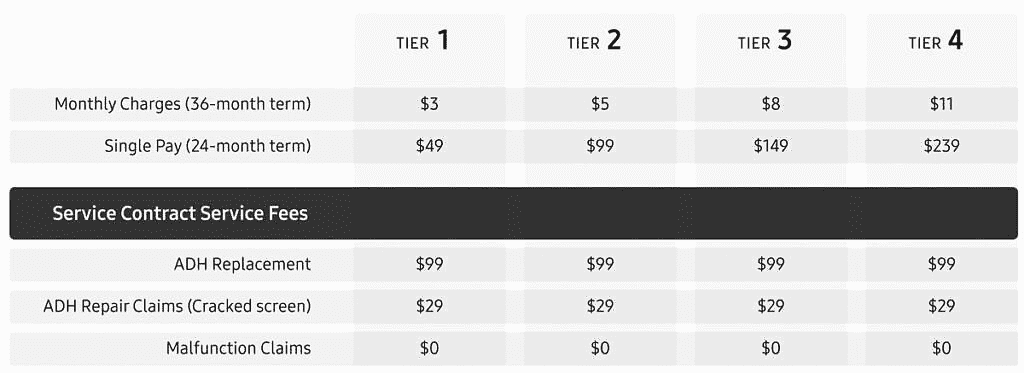 TIER 1 TIER 2 TIER 3 TIER 4
Monthly Charges (36-month term) $3 $5 $8 $11
Single Pay (24-month term) $49 $99 $149 $239
Service Contract Service Fees
ADH Replacement $99 $99 $99 $99
ADH Repair Claims (Cracked screen) $29 $29 $29 $29
Malfunction Claims $0 $0 $0 $0